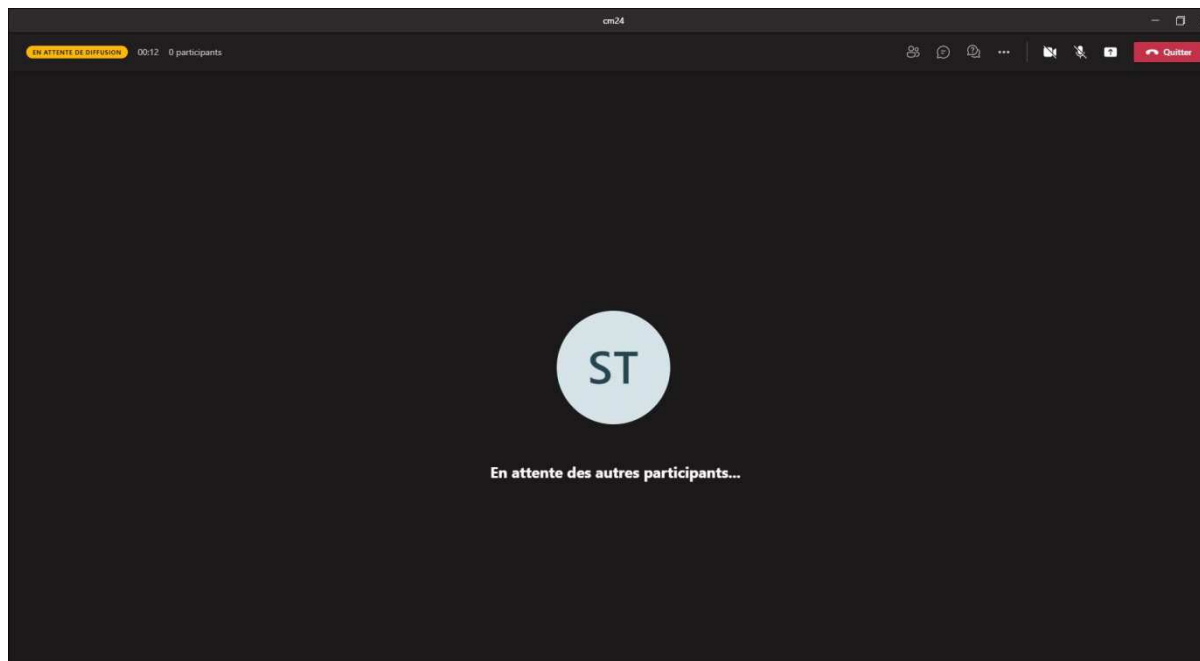 cm24
EN ATTENTE DE DIFFUSION 00:12 0 participants
Quitter
ST
En attente des autres participants...